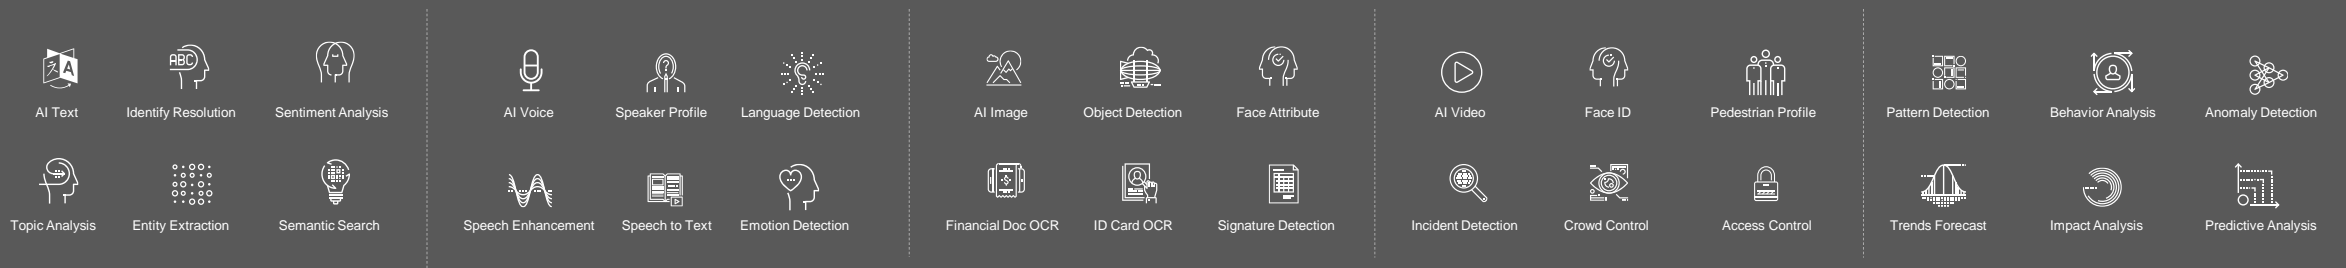 AI Text
Identify Resolution
Sentiment Analysis
Topic Analysis
Entity Extraction
Semantic Search
AI Voice
Speaker Profile
Language Detection
Speech Enhancement
Speech to Text
Emotion Detection
AI Image
Object Detection
Face Attribute
Financial Doc OCR
ID Card OCR
Signature Detection
AI Video
Face ID
Pedestrian Profile
Incident Detection
Crowd Control
Access Control
Pattern Detection
Behavior Analysis
Anomaly Detection
Trends Forecast
Impact Analysis
Predictive Analysis
A
ABC
?